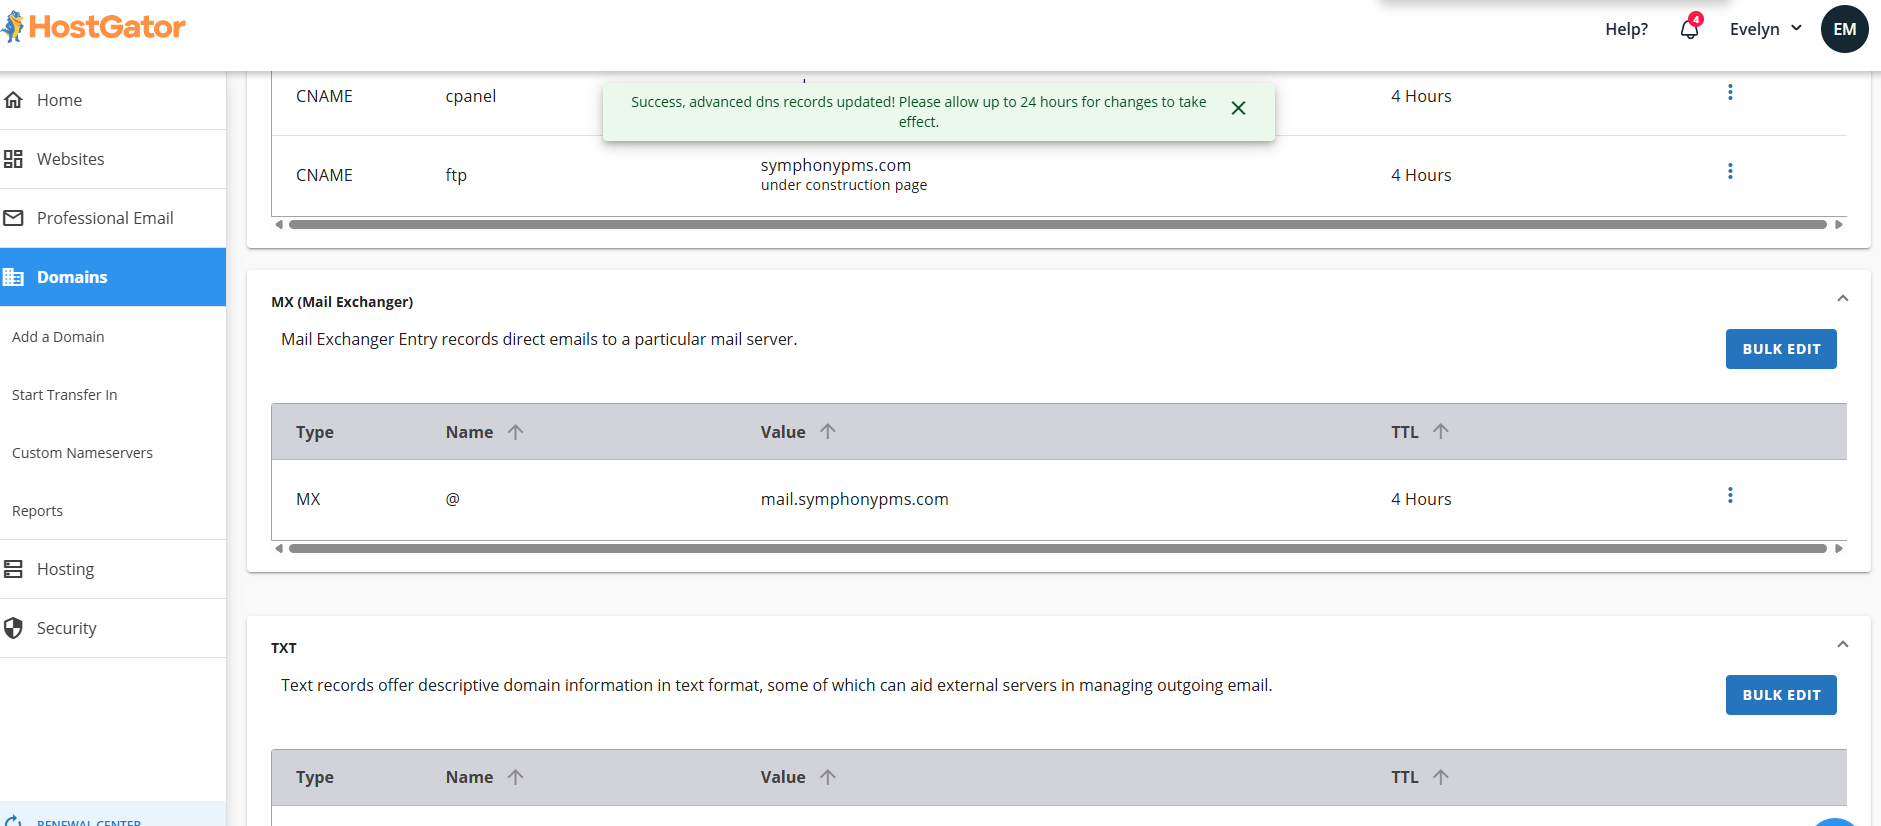 HostGator
Help?
4
Evelyn
EM
Home
Websites
Professional Email
Domains
Add a Domain
Start Transfer In
Custom Nameservers
Reports
Hosting
Security
RENEWAL CENTER
CNAME cpanel 4 Hours
Success, advanced dns records updated! Please allow up to 24 hours for changes to take
effect.
CNAME ftp symphonypms.com 4 Hours
under construction page
MX (Mail Exchanger)
Mail Exchanger Entry records direct emails to a particular mail server.
BULK EDIT
Type Name Value TTL
MX @ mail.symphonypms.com 4 Hours
TXT
Text records offer descriptive domain information in text format, some of which can aid external servers in managing outgoing email.
BULK EDIT
Type Name Value TTL